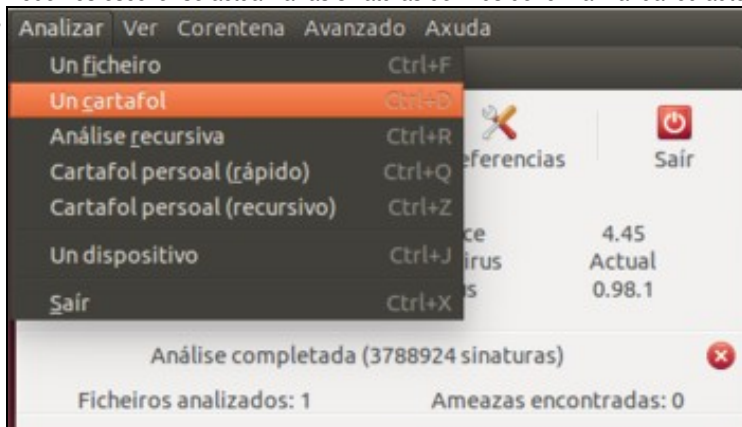 Analizar Ver Corentena Avanzado Axuda
Un ficheiro Ctrl+F
Un cartafol Ctrl+D
Análise recursiva Ctrl+R
Cartafol persoal (rápido) Ctrl+Q
Cartafol persoal (recursivo) Ctrl+Z
Un dispositivo Ctrl+J
Saír Ctrl+X
eferencias Saír
ce 4.45
irus Actual
s 0.98.1
Análise completada (3788924 sinaturas)
Ficheiros analizados: 1 Ameazas encontradas: 0